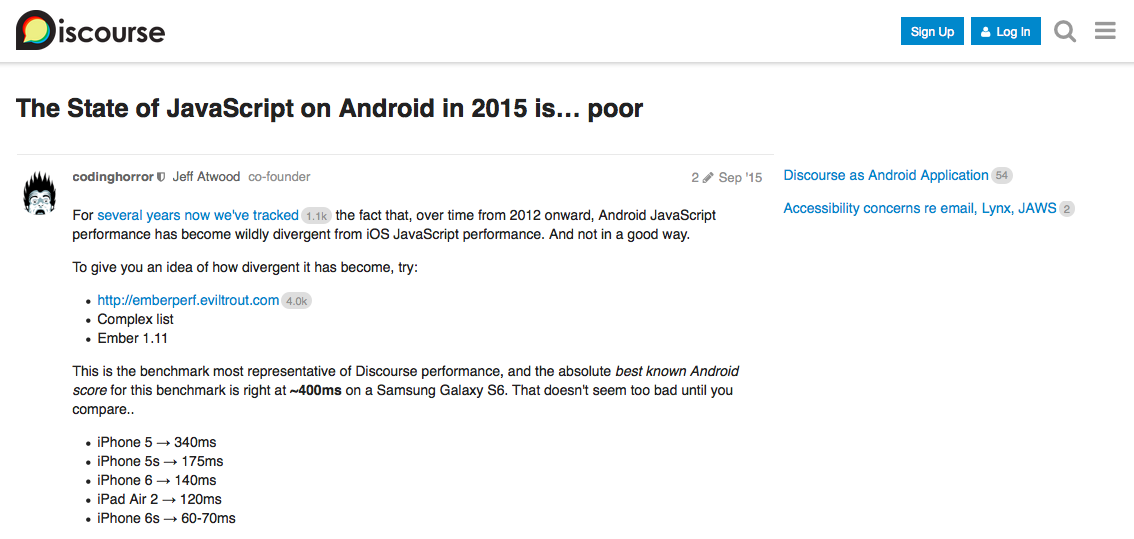 Discourse
Sign Up
Log In
The State of JavaScript on Android in 2015 is… poor
codinghorror Jeff Atwood co-founder
2 Sep '15
For several years now we've tracked 1.1k the fact that, over time from 2012 onward, Android JavaScript
performance has become wildly divergent from iOS JavaScript performance. And not in a good way.
To give you an idea of how divergent it has become, try:
• http://emberperf.eviltrout.com 4.0k
• Complex list
• Ember 1.11
This is the benchmark most representative of Discourse performance, and the absolute best known Android
score for this benchmark is right at ~400ms on a Samsung Galaxy S6. That doesn't seem too bad until you
compare..
• iPhone 5 → 340ms
• iPhone 5s → 175ms
• iPhone 6 → 140ms
• iPad Air 2 → 120ms
• iPhone 6s → 60-70ms
Discourse as Android Application 54
Accessibility concerns re email, Lynx, JAWS 2